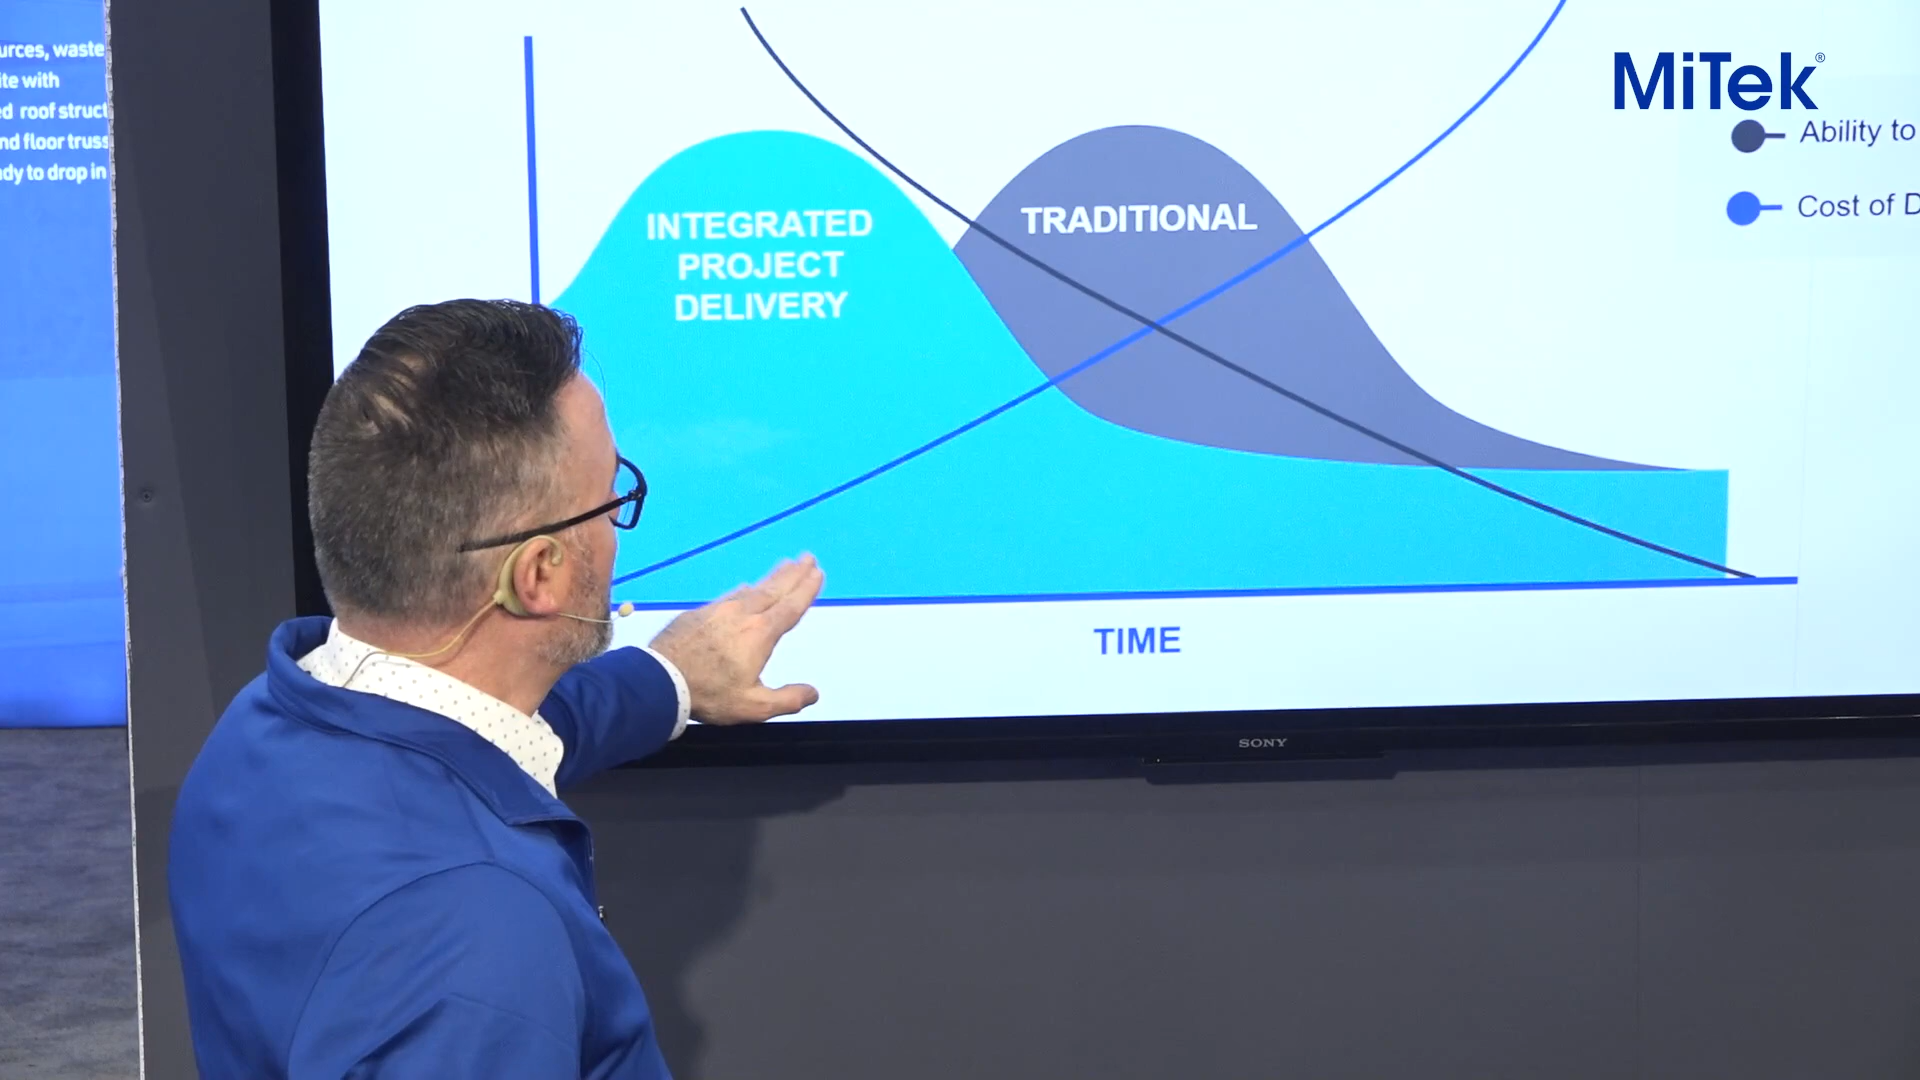 urces, waste
ite with
ed roof struct
nd floor truss
dy to drop in
MiTek®
Ability to
Cost of D
INTEGRATED
PROJECT
DELIVERY
TRADITIONAL
TIME
SONY